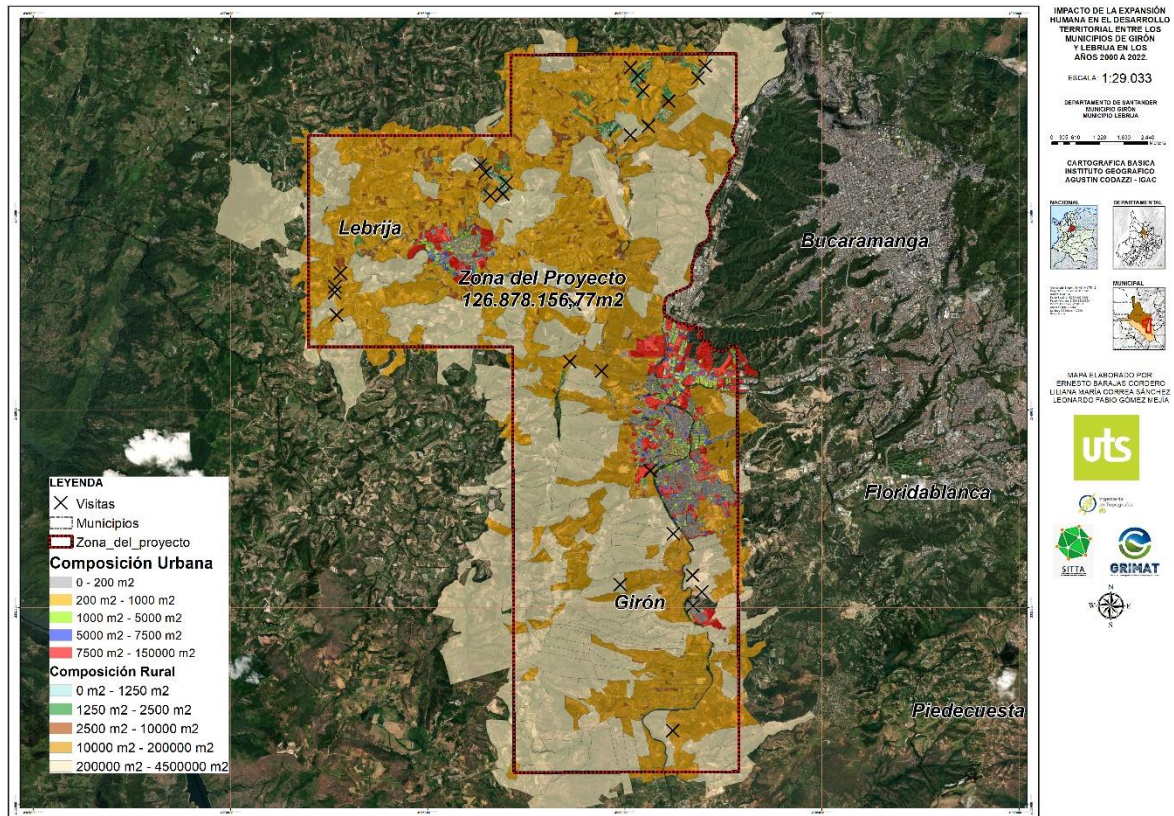 IMPACTO DE LA EXPANSIÓN
HUMANA EN EL DESARROLLO
TERRITORIAL ENTRE LOS
MUNICIPIOS DE GIRÓN
Y LEBRIJA EN LOS
AÑOS 2000 A 2022.
ESCALA: 1:29.033
DEPARTAMENTO DE SANTANDER
MUNICIPIO GIRÓN
MUNICIPIO LEBRIJA
CARTOGRAFICA BASICA
INSTITUTO GEOGRAFICO
AGUSTIN CODAZZI - IGAC
NACIONAL
DEPARTAMENTAL
MUNICIPAL
MAPA ELABORADO POR:
ERNESTO BARAJAS CORDERO
LILIANA MARÍA CORREA SÁNCHEZ
LEONARDO FABIO GÓMEZ MEJÍA
uts
SITTA
GRIMAT
N
W E
S
Lebrija
Bucaramanga
Zona del Proyecto
126.878.156,77m2
Floridablanca
Girón
Piedecuesta
LEYENDA
Visitas
Municipios
Zona_del_proyecto
Composición Urbana
0 - 200 m2
200 m2 - 1000 m2
1000 m2 - 5000 m2
5000 m2 - 7500 m2
7500 m2 - 150000 m2
Composición Rural
0 m2 - 1250 m2
1250 m2 - 2500 m2
2500 m2 - 10000 m2
10000 m2 - 200000 m2
200000 m2 - 4500000 m2